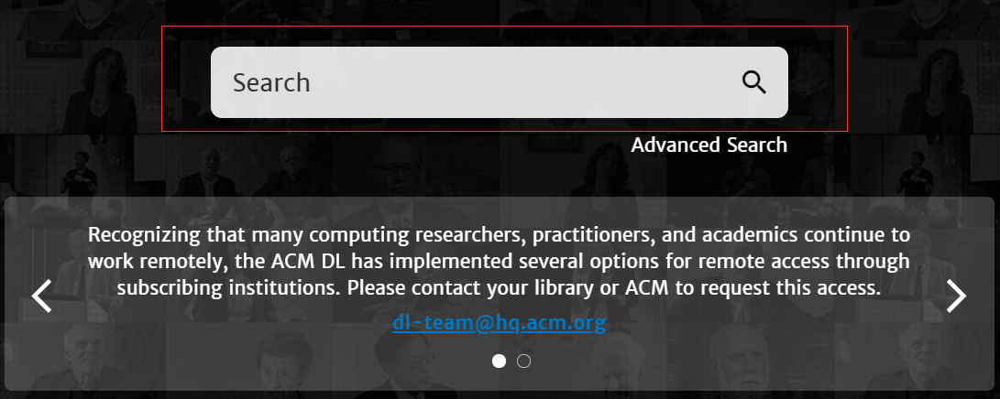 Search
Advanced Search
Recognizing that many computing researchers, practitioners, and academics continue to
work remotely, the ACM DL has implemented several options for remote access through
subscribing institutions. Please contact your library or ACM to request this access.
dl-team@hq.acm.org